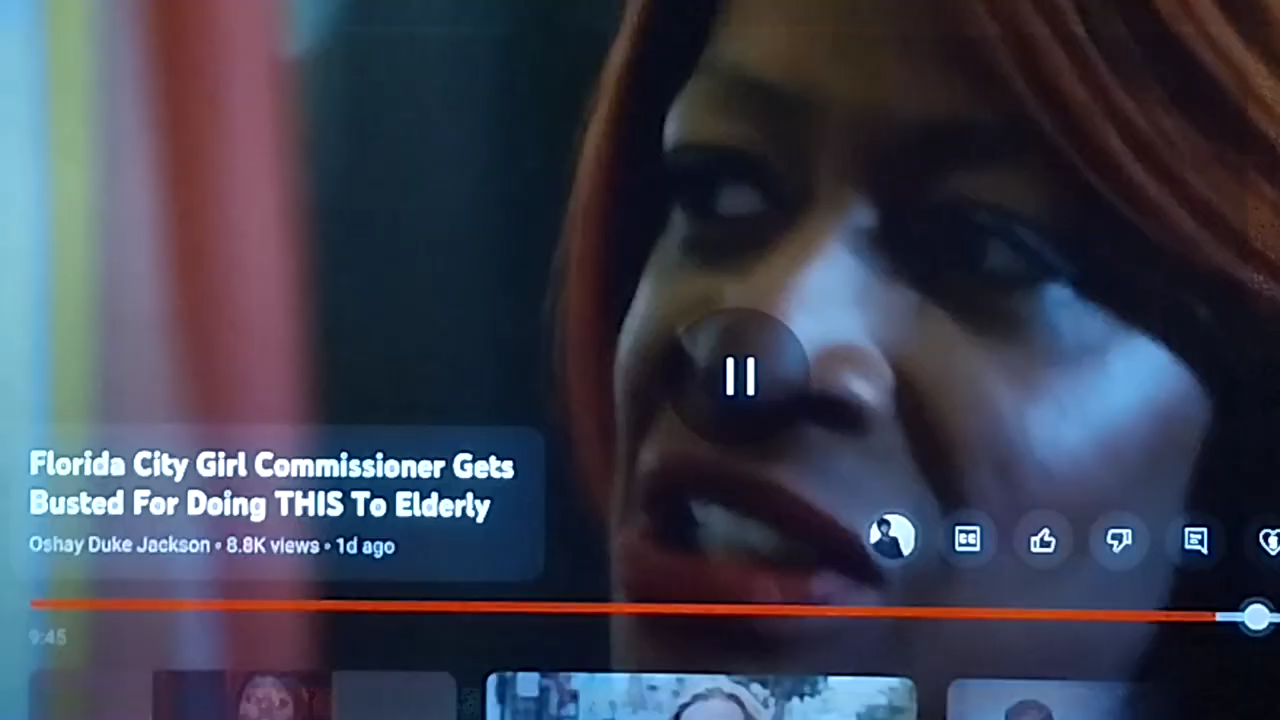 Florida City Girl Commissioner Gets
Busted For Doing THIS To Elderly
Oshay Duke Jackson • 8.8K views • 1d ago
CC
9:45